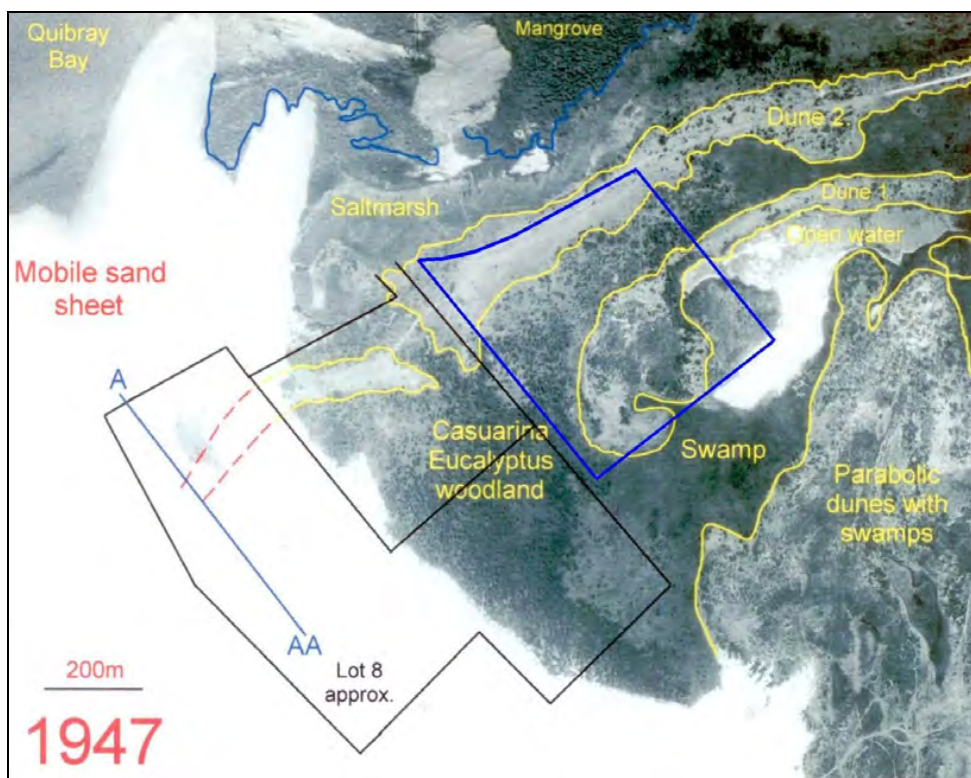 Quibray
Bay
Mangrove
Dune 2
Dune 1
Saltmarsh
Open water
Mobile sand
sheet
A
Casuarina
Eucalyptus
woodland
Swamp
Parabolic
dunes with
swamps
AA
200m
Lot 8
approx.
1947